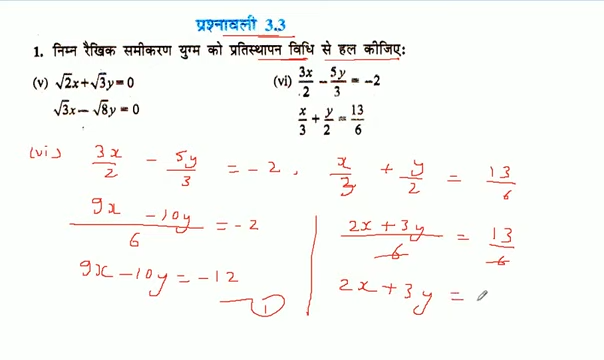 प्रश्नावली 3.3
1. निम्न रैखिक समीकरण युग्म को प्रतिस्थापन विधि से हल कीजिए:
(v) √2x+√3y=0 (vi) 3x/2 − 5y/3 = −2
√3x−√8y=0 x/3 + y/2 = 13/6
(vi) 3x/2 − 5y/3 = −2 , x/3 + y/2 = 13/6
9x −10y/6 = −2 2x+3y/6 = 13/6
9x−10y = −12 2x+3y =
1